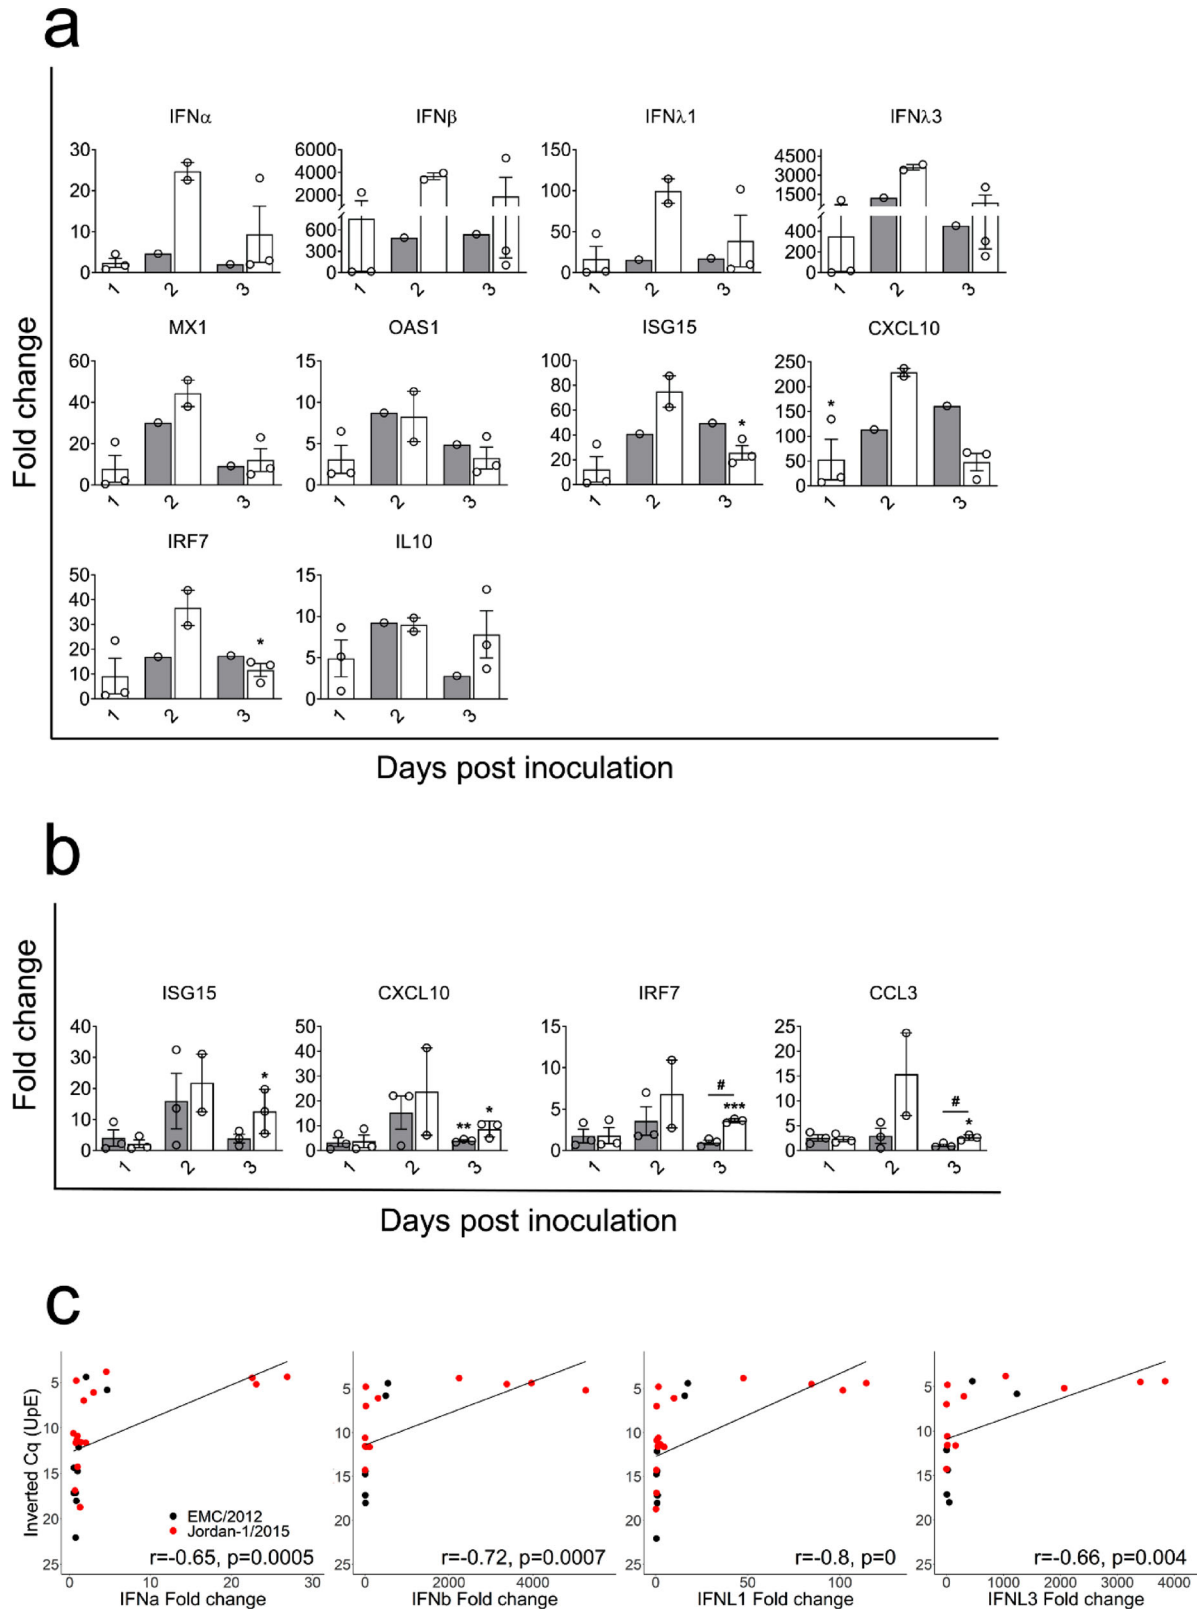 a
IFNα IFNβ IFNλ1 IFNλ3
30 20 10 0
6000 4000 2000 600 300 0
150 100 50 0
4500 3000 1500 400 200 0
1 2 3 1 2 3 1 2 3 1 2 3
MX1 OAS1 ISG15 CXCL10
60 40 20 0
15 10 5 0
100 80 60 40 20 0
250 200 150 100 50 0
* *
1 2 3 1 2 3 1 2 3 1 2 3
Fold change
IRF7 IL10
50 40 30 20 10 0
15 10 5 0
*
1 2 3 1 2 3
Days post inoculation
b
Fold change
ISG15 CXCL10 IRF7 CCL3
40 30 20 10 0
50 40 30 20 10 0
15 10 5 0
25 20 15 10 5 0
* ** * # *** # *
1 2 3 1 2 3 1 2 3 1 2 3
Days post inoculation
c
Inverted Cq (UpE)
5 10 15 20 25
5 10 15 20 25
5 10 15 20 25
5 10 15 20 25
EMC/2012
Jordan-1/2015
r=-0.65, p=0.0005 r=-0.72, p=0.0007 r=-0.8, p=0 r=-0.66, p=0.004
0 10 20 30 0 2000 4000 0 50 100 0 1000 2000 3000 4000
IFNa Fold change IFNb Fold change IFNL1 Fold change IFNL3 Fold change